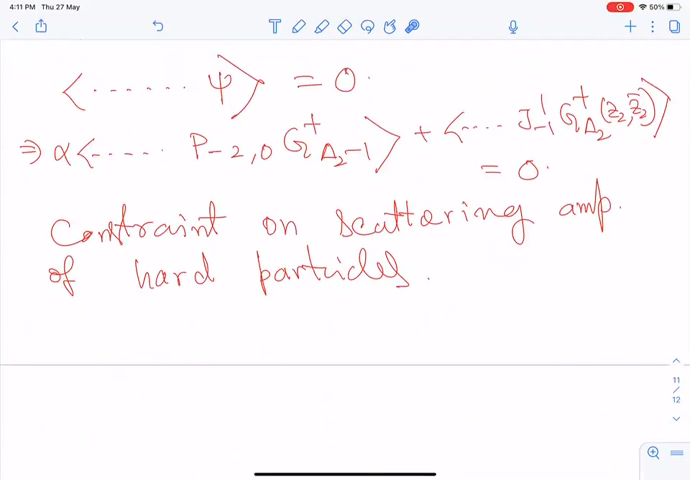 4:11 PM Thu 27 May
50%
T
< ...... Ψ > = 0.
⇒ α < ...... P-2,0 G⁺Δ₂-1 > + < .... J¹-1 G⁺Δ₂(z₂, z̄₂) >
= 0.
Contraint on scattering amp.
of hard particles.
11
/
12